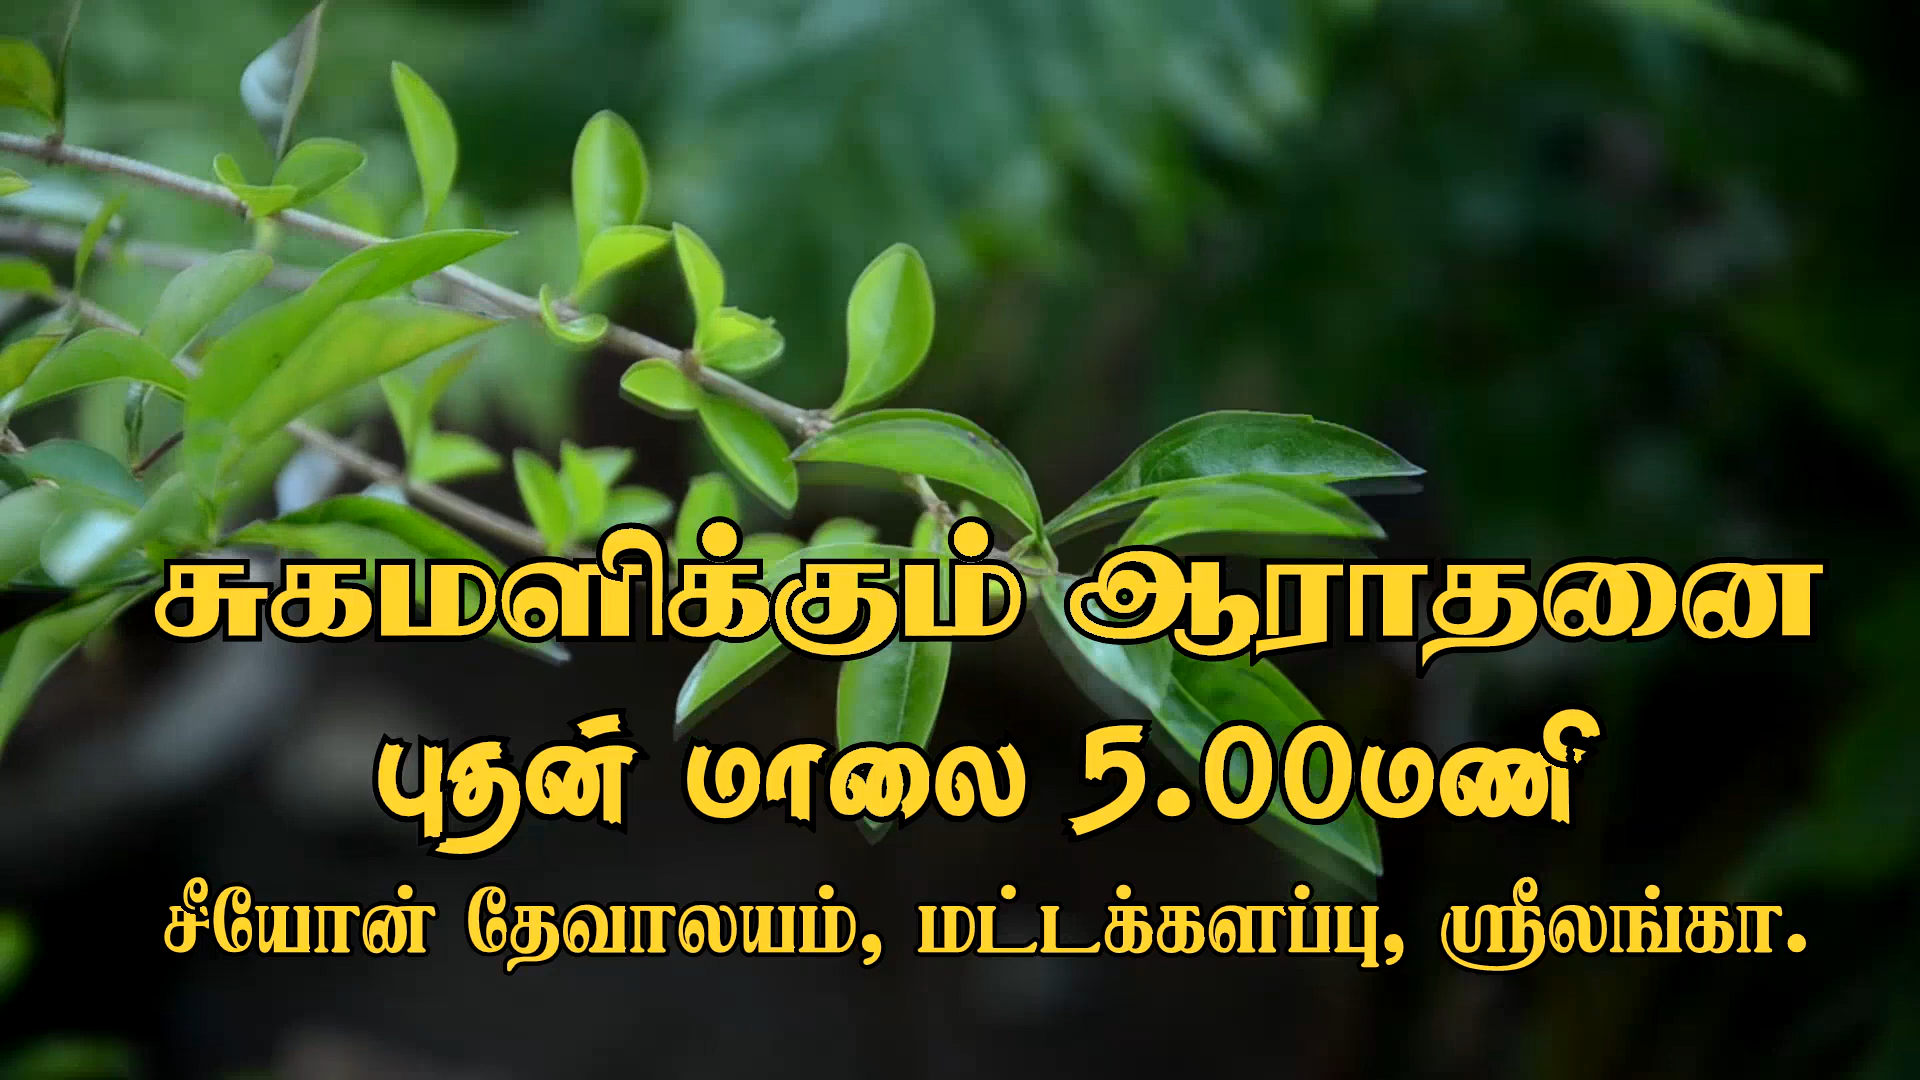 சுகமளிக்கும் ஆராதனை
புதன் மாலை 5.00மணி
சீயோன் தேவாலயம், மட்டக்களப்பு, ஸ்ரீலங்கா.